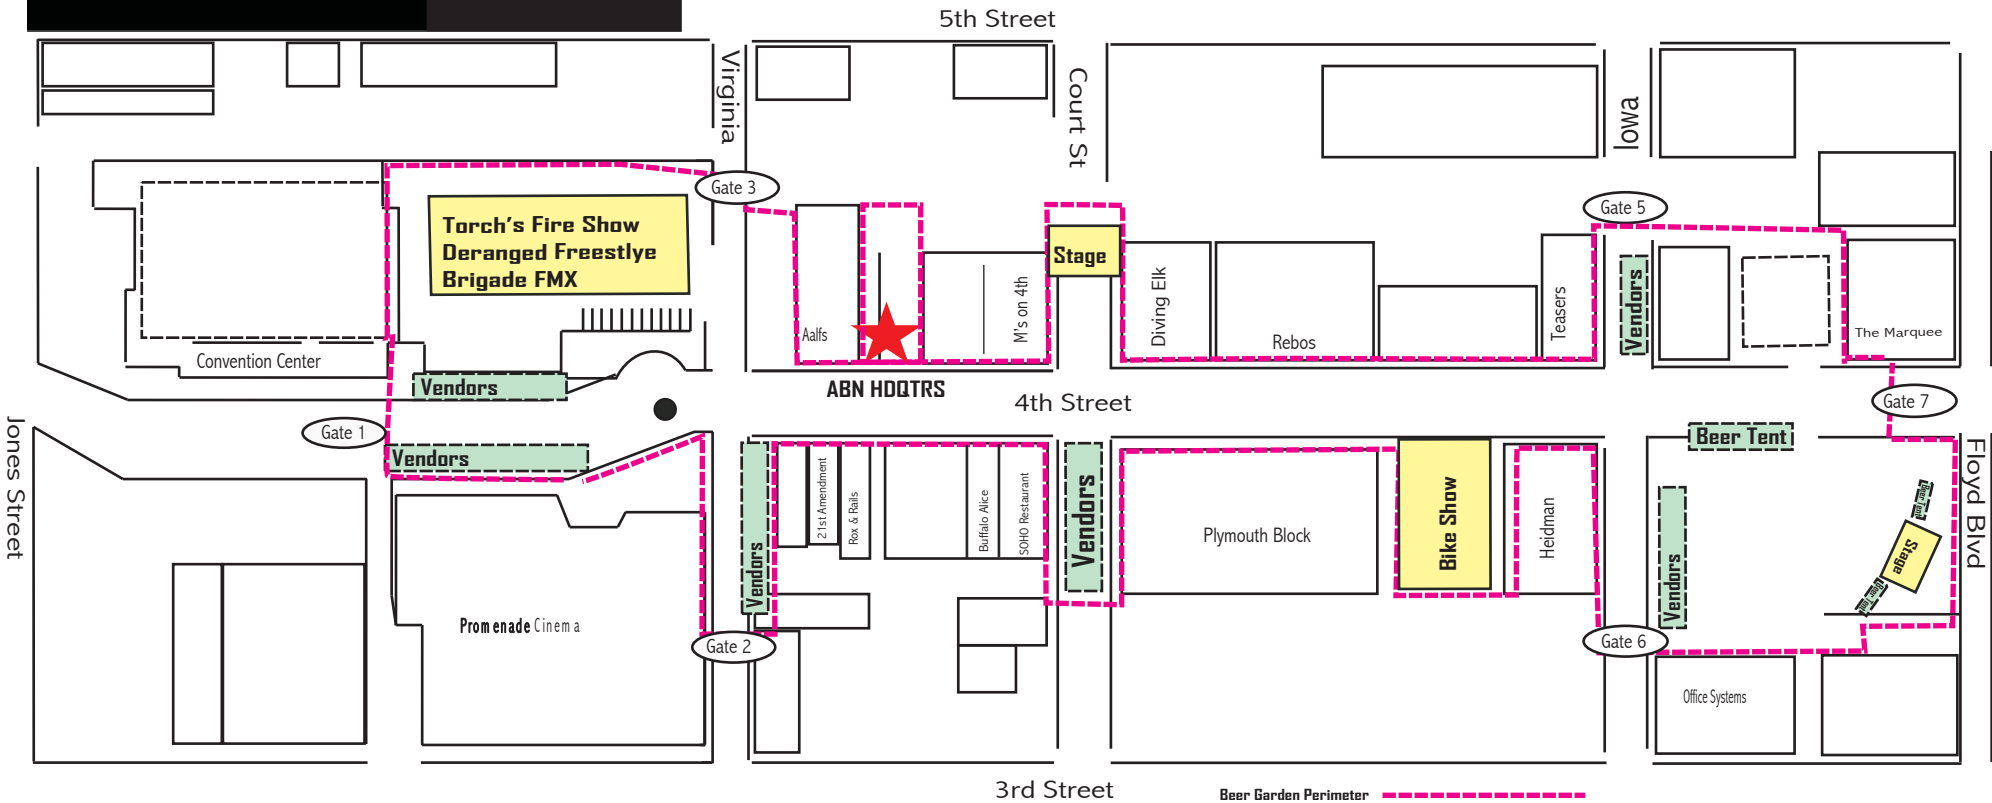 5th Street
Virginia
Court St
Iowa
Gate 3
Gate 5
Torch's Fire Show
Deranged Freestlye
Brigade FMX
Stage
Vendors
Aalfs
M's on 4th
Diving Elk
Rebos
Teasers
The Marquee
Convention Center
Vendors
ABN HDQTRS
4th Street
Gate 7
Jones Street
Gate 1
Vendors
Beer Tent
Floyd Blvd
Vendors
21st Amendment
Rox & Rails
Buffalo Alice
SOHO Restaurant
Vendors
Plymouth Block
Bike Show
Heidman
Vendors
Beer Tent
Stage
Beer Tent
Promenade Cinema
Gate 2
Gate 6
Office Systems
3rd Street
Beer Garden Perimeter